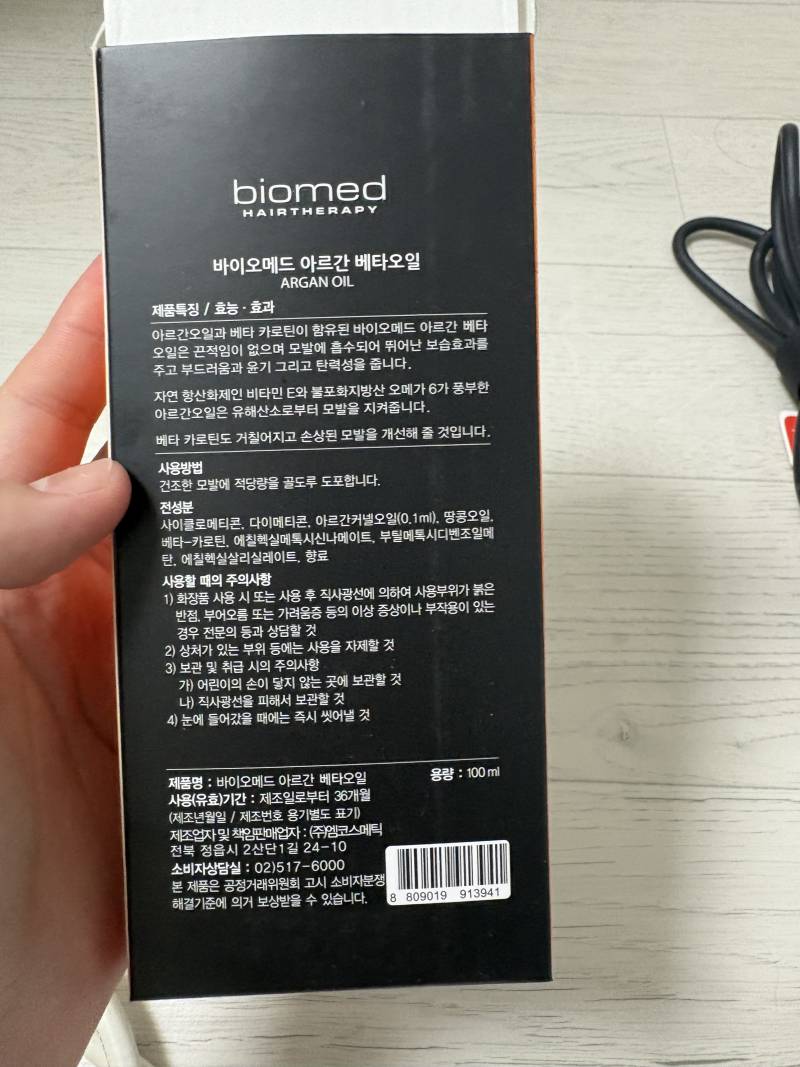 biomed
HAIRTHERAPY
바이오메드 아르간 베타오일
ARGAN OIL
제품특징 / 효능 · 효과
아르간오일과 베타 카로틴이 함유된 바이오메드 아르간 베타
오일은 끈적임이 없으며 모발에 흡수되어 뛰어난 보습효과를
주고 부드러움과 윤기 그리고 탄력성을 줍니다.
자연 항산화제인 비타민 E와 불포화지방산 오메가 6가 풍부한
아르간오일은 유해산소로부터 모발을 지켜줍니다.
베타 카로틴도 거칠어지고 손상된 모발을 개선해 줄 것입니다.
사용방법
건조한 모발에 적당량을 골드루 도포합니다.
전성분
사이클로메티콘, 다이메티콘, 아르간커넬오일(0.1ml), 땅콩오일,
베타-카로틴, 에칠헥실메톡시신나메이트, 부틸메톡시디벤조일메
탄, 에칠헥실살리실레이트, 향료
사용할 때의 주의사항
1) 화장품 사용 시 또는 사용 후 직사광선에 의하여 사용부위가 붉은
반점, 부어오름 또는 가려움증 등의 이상 증상이나 부작용이 있는
경우 전문의 등과 상담할 것
2) 상처가 있는 부위 등에는 사용을 자제할 것
3) 보관 및 취급 시의 주의사항
가) 어린이의 손이 닿지 않는 곳에 보관할 것
나) 직사광선을 피해서 보관할 것
4) 눈에 들어갔을 때에는 즉시 씻어낼 것
제품명 : 바이오메드 아르간 베타오일 용량 : 100 ml
사용(유효)기간 : 제조일로부터 36개월
(제조년월일 / 제조번호 용기별도 표기)
제조업자 및 책임판매업자 : (주)엠코스메틱
전북 정읍시 2산단1길 24-10
소비자상담실 : 02)517-6000
본 제품은 공정거래위원회 고시 소비자분쟁
해결기준에 의거 보상받을 수 있습니다.
8 809019 913941